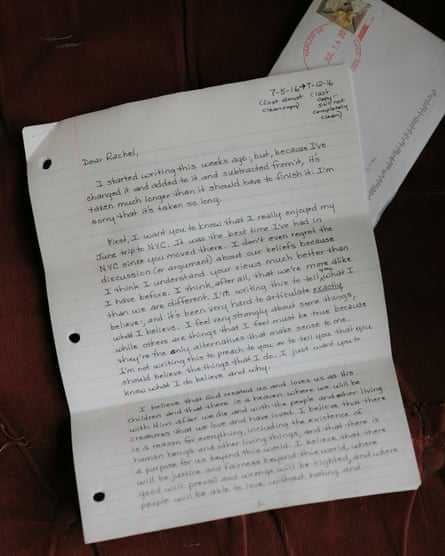 7-5-16→7-12-16
(first almost (last
clean copy) copy—
still not
completely
clean)
JUL 14 20
Dear Rachel,
I started writing this weeks ago, but, because I've
changed it and added to it and subtracted from it, it's
taken much longer than it should have to finish it. I'm
sorry that it's taken so long.
First, I want you to know that I really enjoyed my
June trip to NYC. It was the best time I've had in
NYC since you moved there. I don't even regret the
discussion (or argument) about our beliefs because
I think I understand your views much better than
I have before. I think, after all, that we're more alike
than we are different. I'm writing this to tell you what I
believe; and it's been very hard to articulate exactly
what I believe. I feel very strongly about some things,
while others are things that I feel must be true because
they're the only alternatives that make sense to me.
I'm not writing this to preach to you or to tell you that you
should believe the things that I do. I just want you to
know what I do believe and why.
I believe that God created us and loves us as His
children and that there is a heaven where we will be
with Him after we die and with the people and other living
creatures that we love and have loved. I believe that there
is a reason for everything, including the existence of
human beings and other living things, and that there is
a purpose for us beyond this world. I believe that there
will be justice and fairness beyond this world, where
good will prevail and wrongs will be righted, and where
people will be able to love without hating and